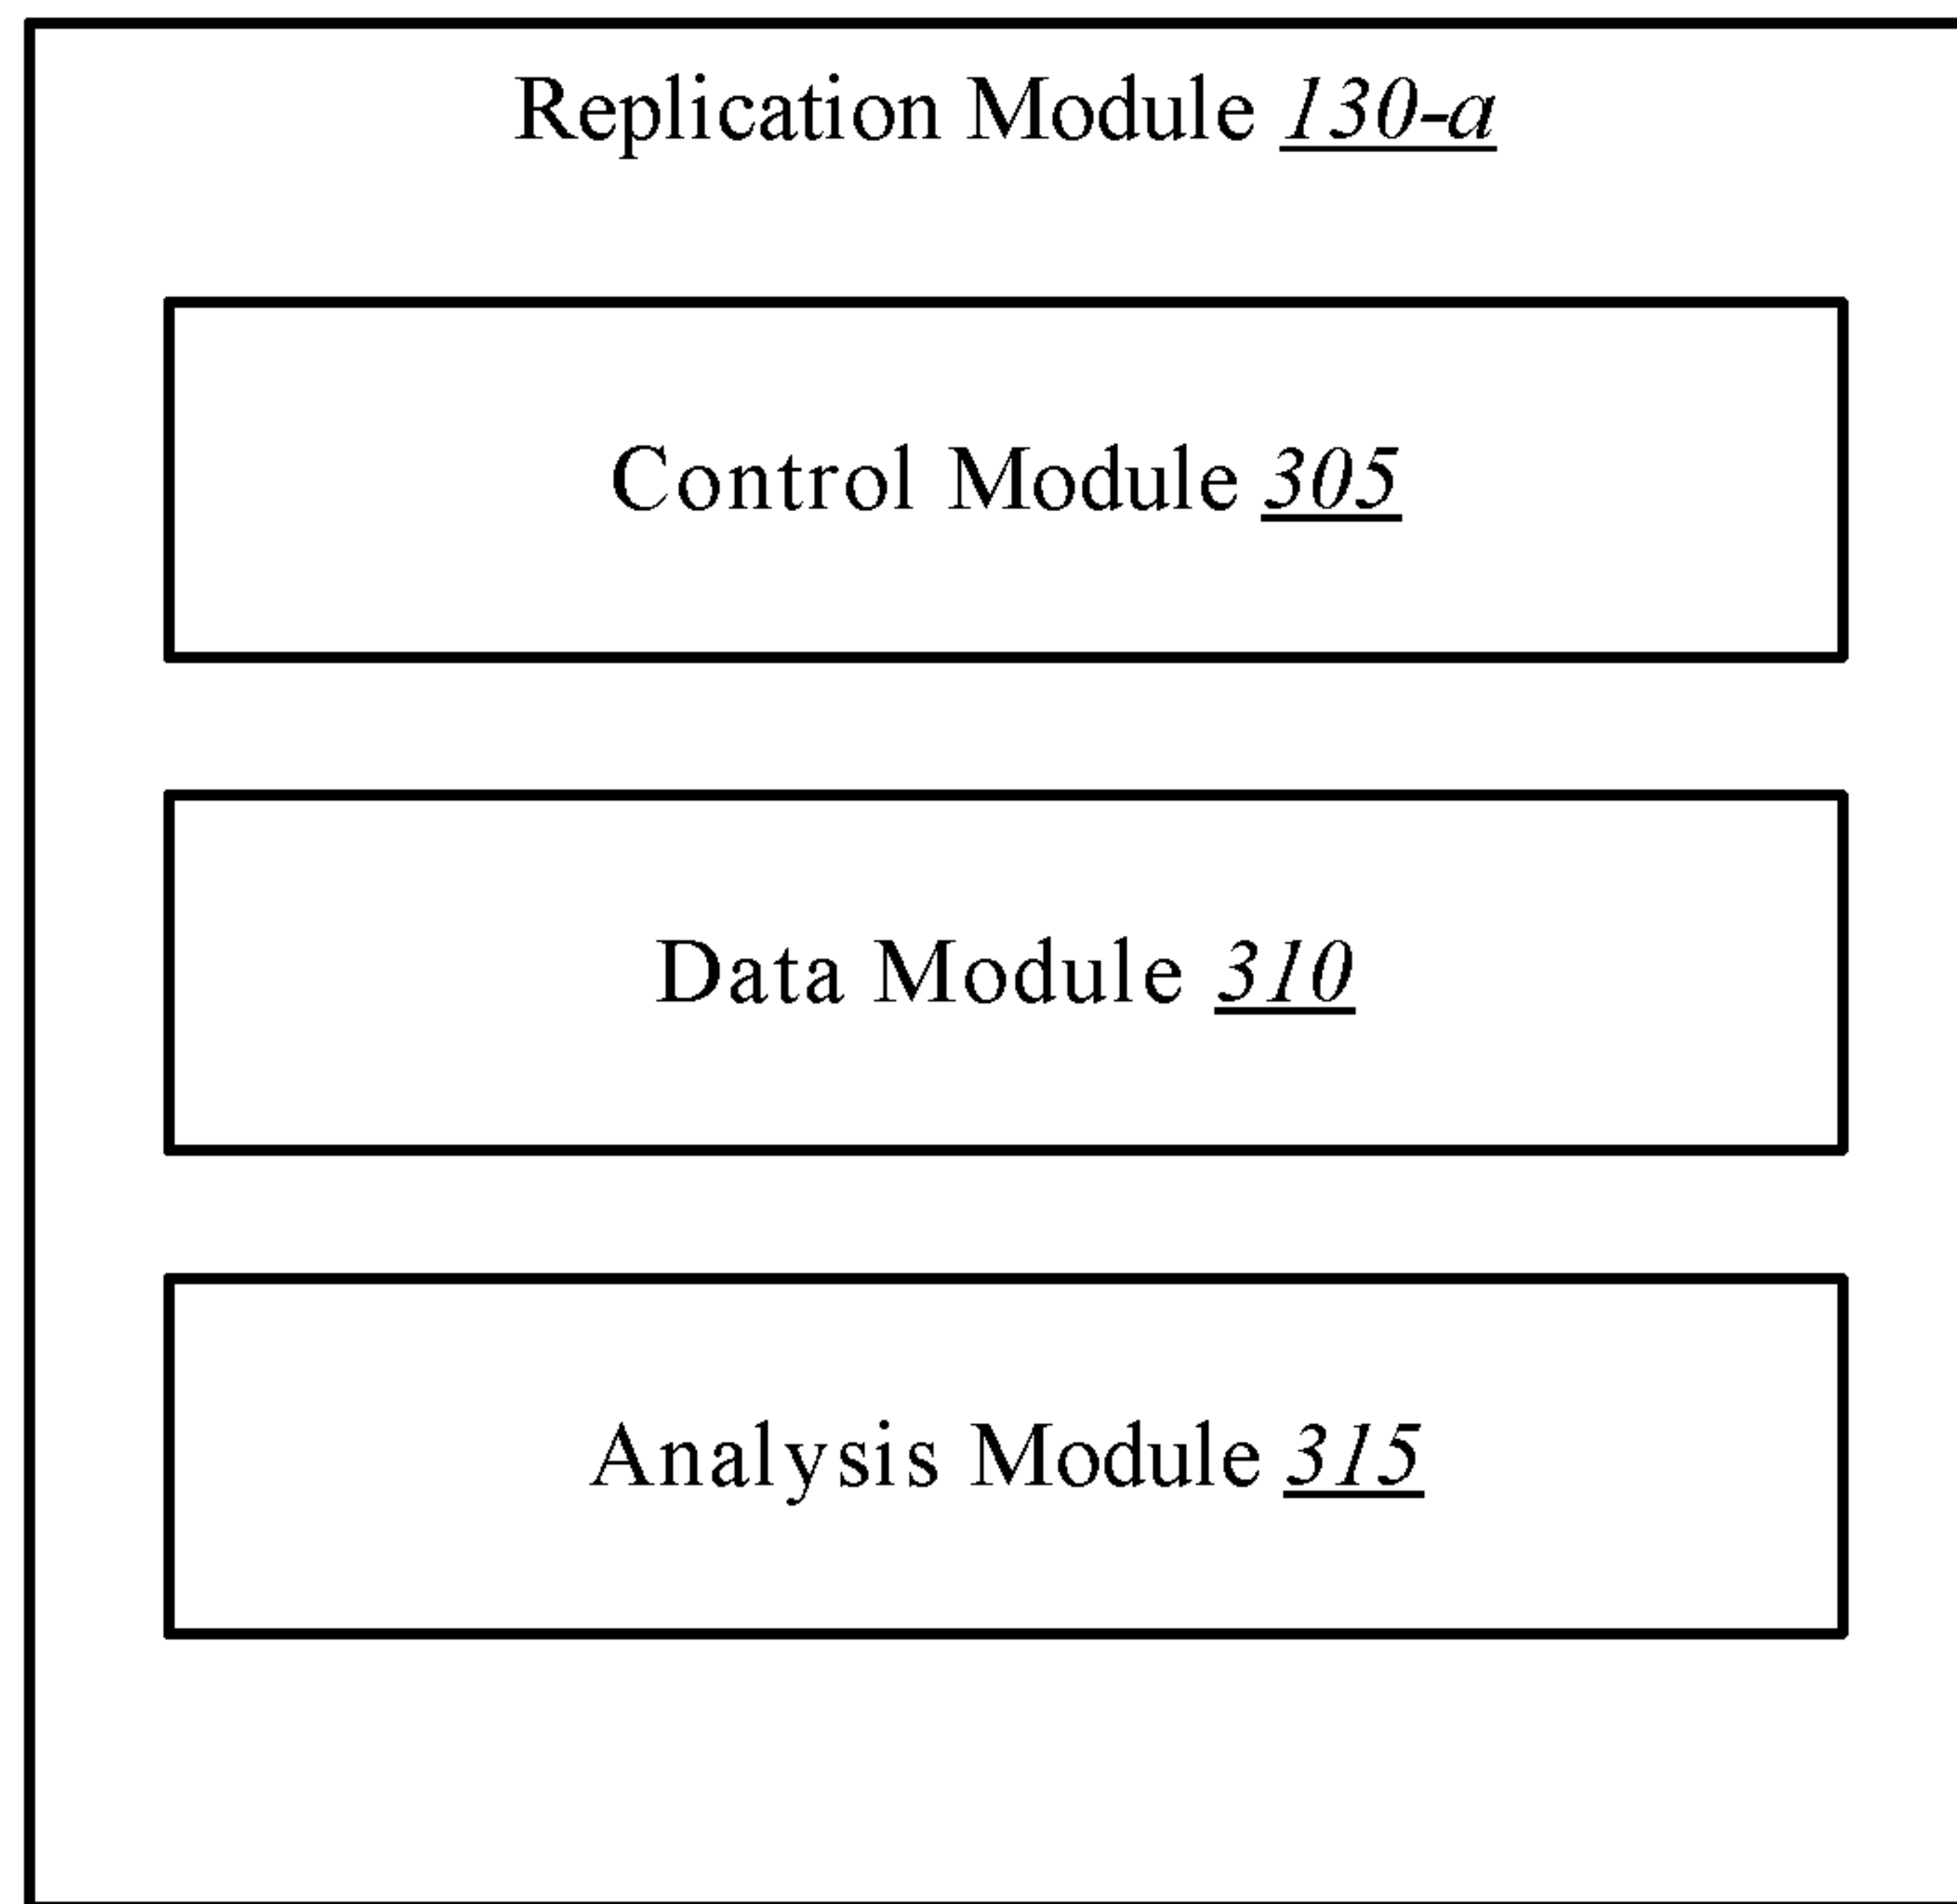 Replication Module 130-a
Control Module 305
Data Module 310
Analysis Module 315